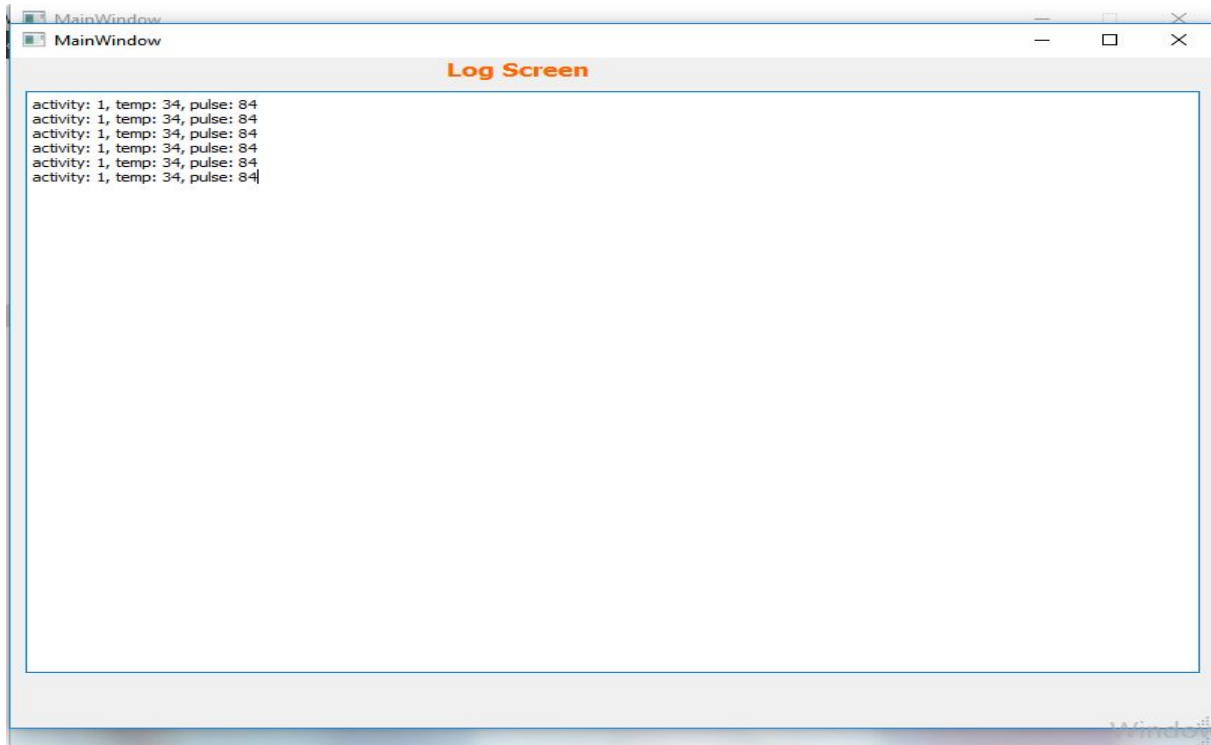 MainWindow
MainWindow
Log Screen
activity: 1, temp: 34, pulse: 84
activity: 1, temp: 34, pulse: 84
activity: 1, temp: 34, pulse: 84
activity: 1, temp: 34, pulse: 84
activity: 1, temp: 34, pulse: 84
activity: 1, temp: 34, pulse: 84